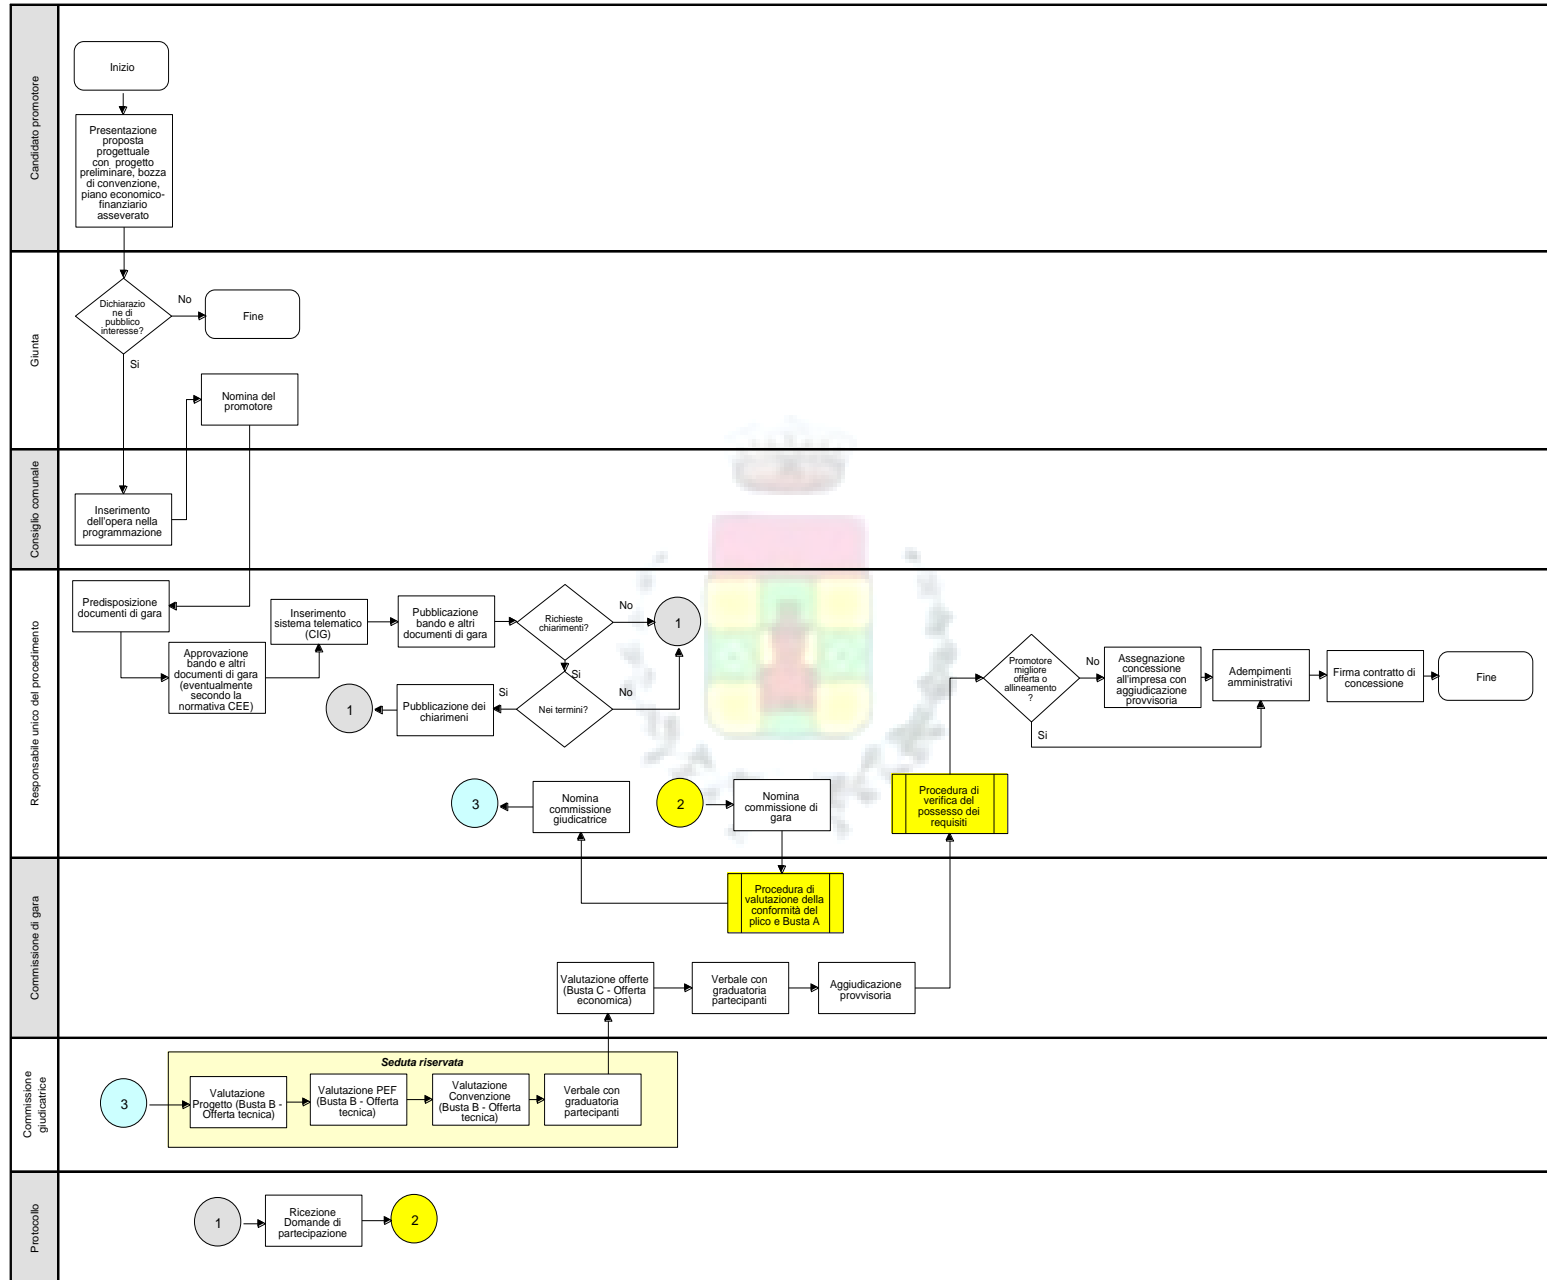 Candidato promotore
Inizio
Presentazione
proposta
progettuale
con progetto
preliminare, bozza
di convenzione,
piano economico-
finanziario
asseverato
Giunta
Dichiarazio
ne di
pubblico
interesse?
No
Fine
Si
Nomina del
promotore
Consiglio comunale
Inserimento
dell'opera nella
programmazione
Responsabile unico del procedimento
Predisposizione
documenti di gara
Approvazione
bando e altri
documenti di gara
(eventualmente
secondo la
normativa CEE)
Inserimento
sistema telematico
(CIG)
Pubblicazione
bando e altri
documenti di gara
Richieste
chiarimenti?
No
1
Si
Nei termini?
No
Si
Pubblicazione dei
chiarimeni
1
Promotore
migliore
offerta o
allineamento
?
No
Si
Assegnazione
concessione
all'impresa con
aggiudicazione
provvisoria
Adempimenti
amministrativi
Firma contratto di
concessione
Fine
3
Nomina
commissione
giudicatrice
2
Nomina
commissione di
gara
Procedura di
verifica del
possesso dei
requisiti
Commissione di gara
Procedura di
valutazione della
conformità del
plico e Busta A
Valutazione offerte
(Busta C - Offerta
economica)
Verbale con
graduatoria
partecipanti
Aggiudicazione
provvisoria
Commissione
giudicatrice
Seduta riservata
3
Valutazione
Progetto (Busta B -
Offerta tecnica)
Valutazione PEF
(Busta B - Offerta
tecnica)
Valutazione
Convenzione
(Busta B - Offerta
tecnica)
Verbale con
graduatoria
partecipanti
Protocollo
1
Ricezione
Domande di
partecipazione
2